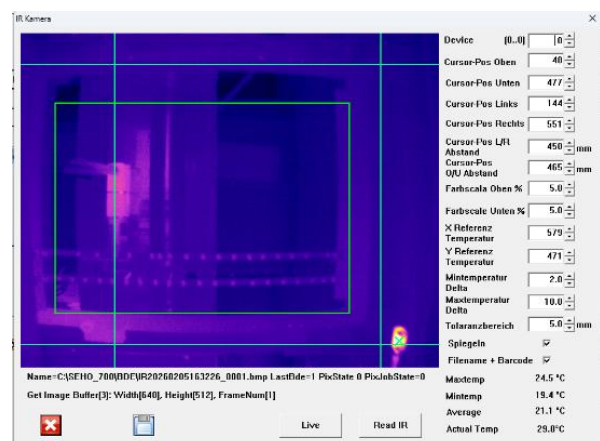 IR Kamera
Device (0..0) 0
Cursor-Pos Oben 40
Cursor-Pos Unten 477
Cursor-Pos Links 144
Cursor-Pos Rechts 551
Cursor-Pos L/R
Abstand 450 mm
Cursor-Pos
O/U Abstand 465 mm
Farbscala Oben % 5.0
Farbscale Unten % 5.0
X Referenz
Temperatur 579
Y Referenz
Temperatur 471
Mintemperatur
Delta 2.0
Maxtemperatur
Delta 10.0
Tolaranzbereich 5.0 mm
Spiegeln
Filename + Barcode
Name=C:\SEHO_700\BDE\IR20260205163226_0001.bmp LastBde=1 PixState 0 PixJobState=0
Maxtemp 24.5 °C
Get Image Buffer[3]: Width[640], Height[512], FrameNum[1]
Mintemp 19.4 °C
Average 21.1 °C
Live
Read IR
Actual Temp 29.0°C